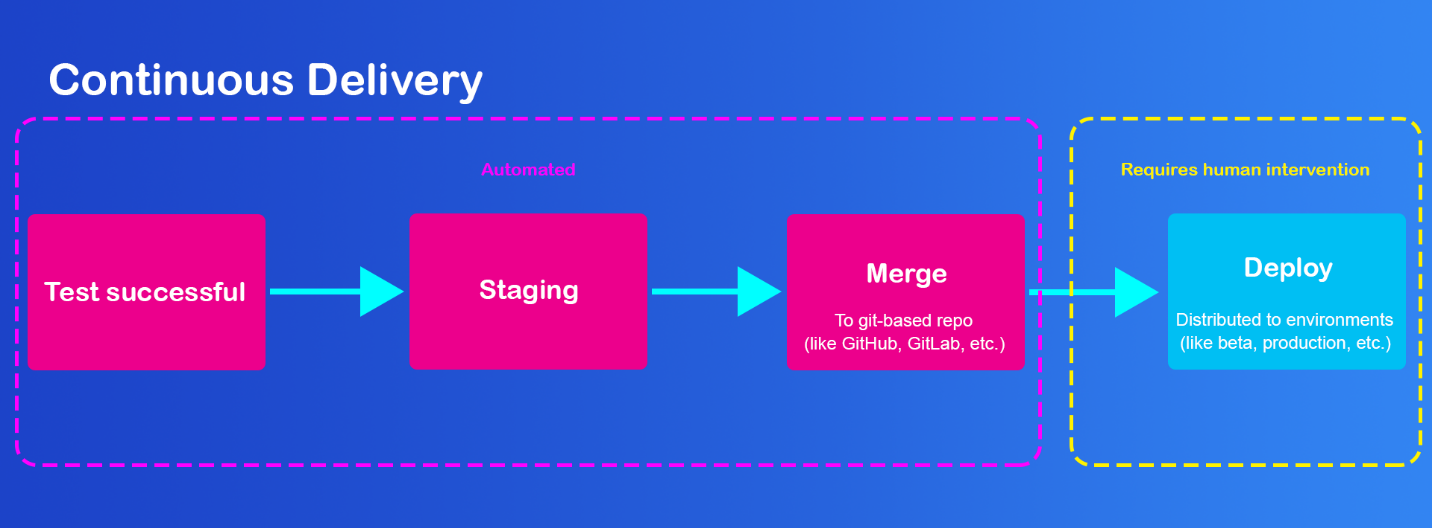 Continuous Delivery
Automated
Requires human intervention
Test successful
Staging
Merge
To git-based repo
(like GitHub, GitLab, etc.)
Deploy
Distributed to environments
(like beta, production, etc.)